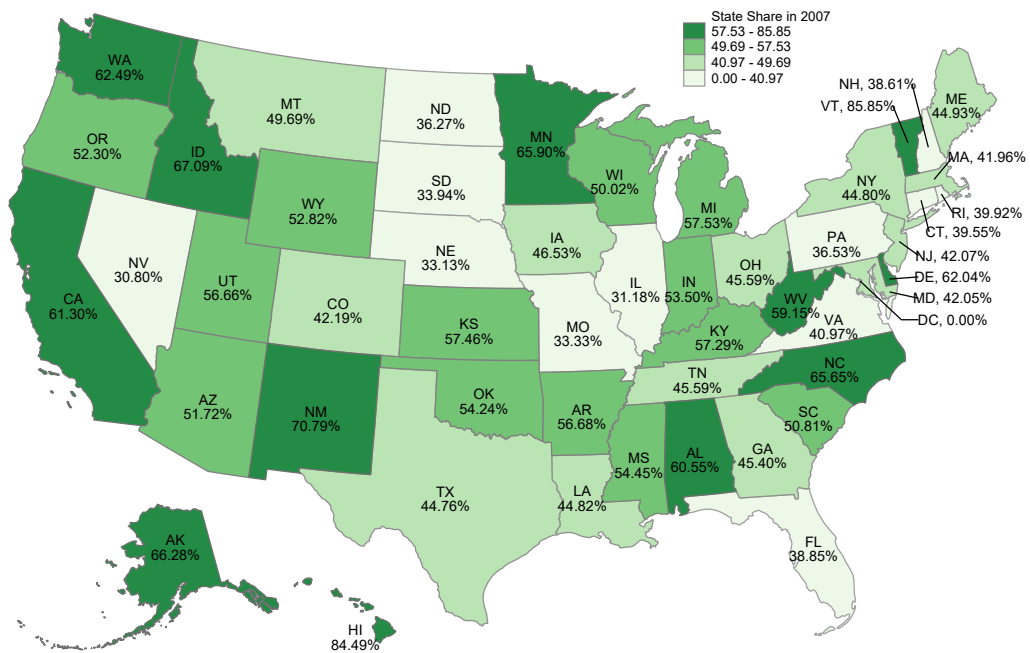 State Share in 2007
57.53 - 85.85
49.69 - 57.53
40.97 - 49.69
0.00 - 40.97
WA
62.49%
OR
52.30%
ID
67.09%
MT
49.69%
ND
36.27%
MN
65.90%
SD
33.94%
WY
52.82%
WI
50.02%
MI
57.53%
NH, 38.61%
VT, 85.85%
ME
44.93%
MA, 41.96%
NY
44.80%
RI, 39.92%
CT, 39.55%
PA
36.53%
NJ, 42.07%
DE, 62.04%
MD, 42.05%
DC, 0.00%
NE
33.13%
IA
46.53%
NV
30.80%
UT
56.66%
CO
42.19%
CA
61.30%
KS
57.46%
MO
33.33%
IL
31.18%
IN
53.50%
OH
45.59%
WV
59.15%
VA
40.97%
KY
57.29%
NC
65.65%
TN
45.59%
SC
50.81%
AZ
51.72%
NM
70.79%
OK
54.24%
AR
56.68%
MS
54.45%
AL
60.55%
GA
45.40%
TX
44.76%
LA
44.82%
FL
38.85%
AK
66.28%
HI
84.49%